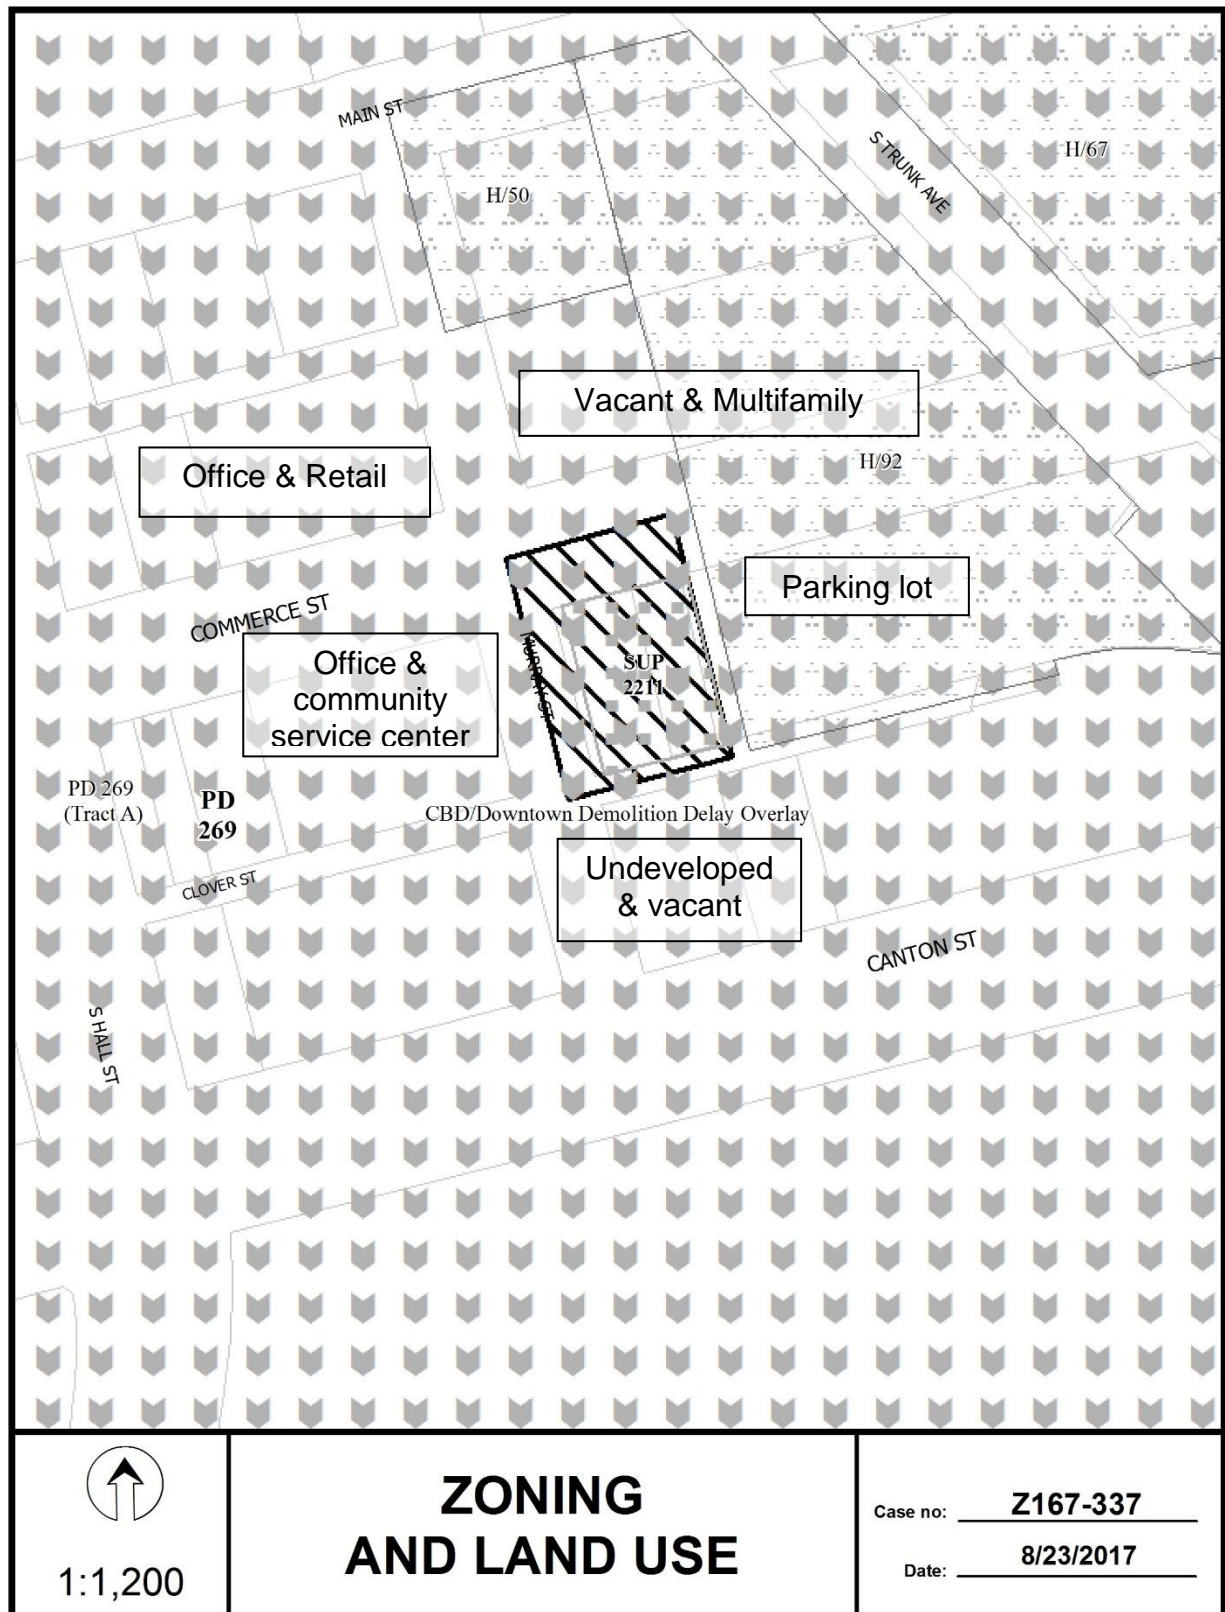 MAIN ST
S TRUNK AVE
H/67
H/50
Vacant & Multifamily
H/92
Office & Retail
Parking lot
COMMERCE ST
MURRAY ST
SUP
2211
Office &
community
service center
PD 269
(Tract A)
PD
269
CBD/Downtown Demolition Delay Overlay
Undeveloped
& vacant
CLOVER ST
CANTON ST
S HALL ST
1:1,200
ZONING
AND LAND USE
Case no: Z167-337
Date: 8/23/2017